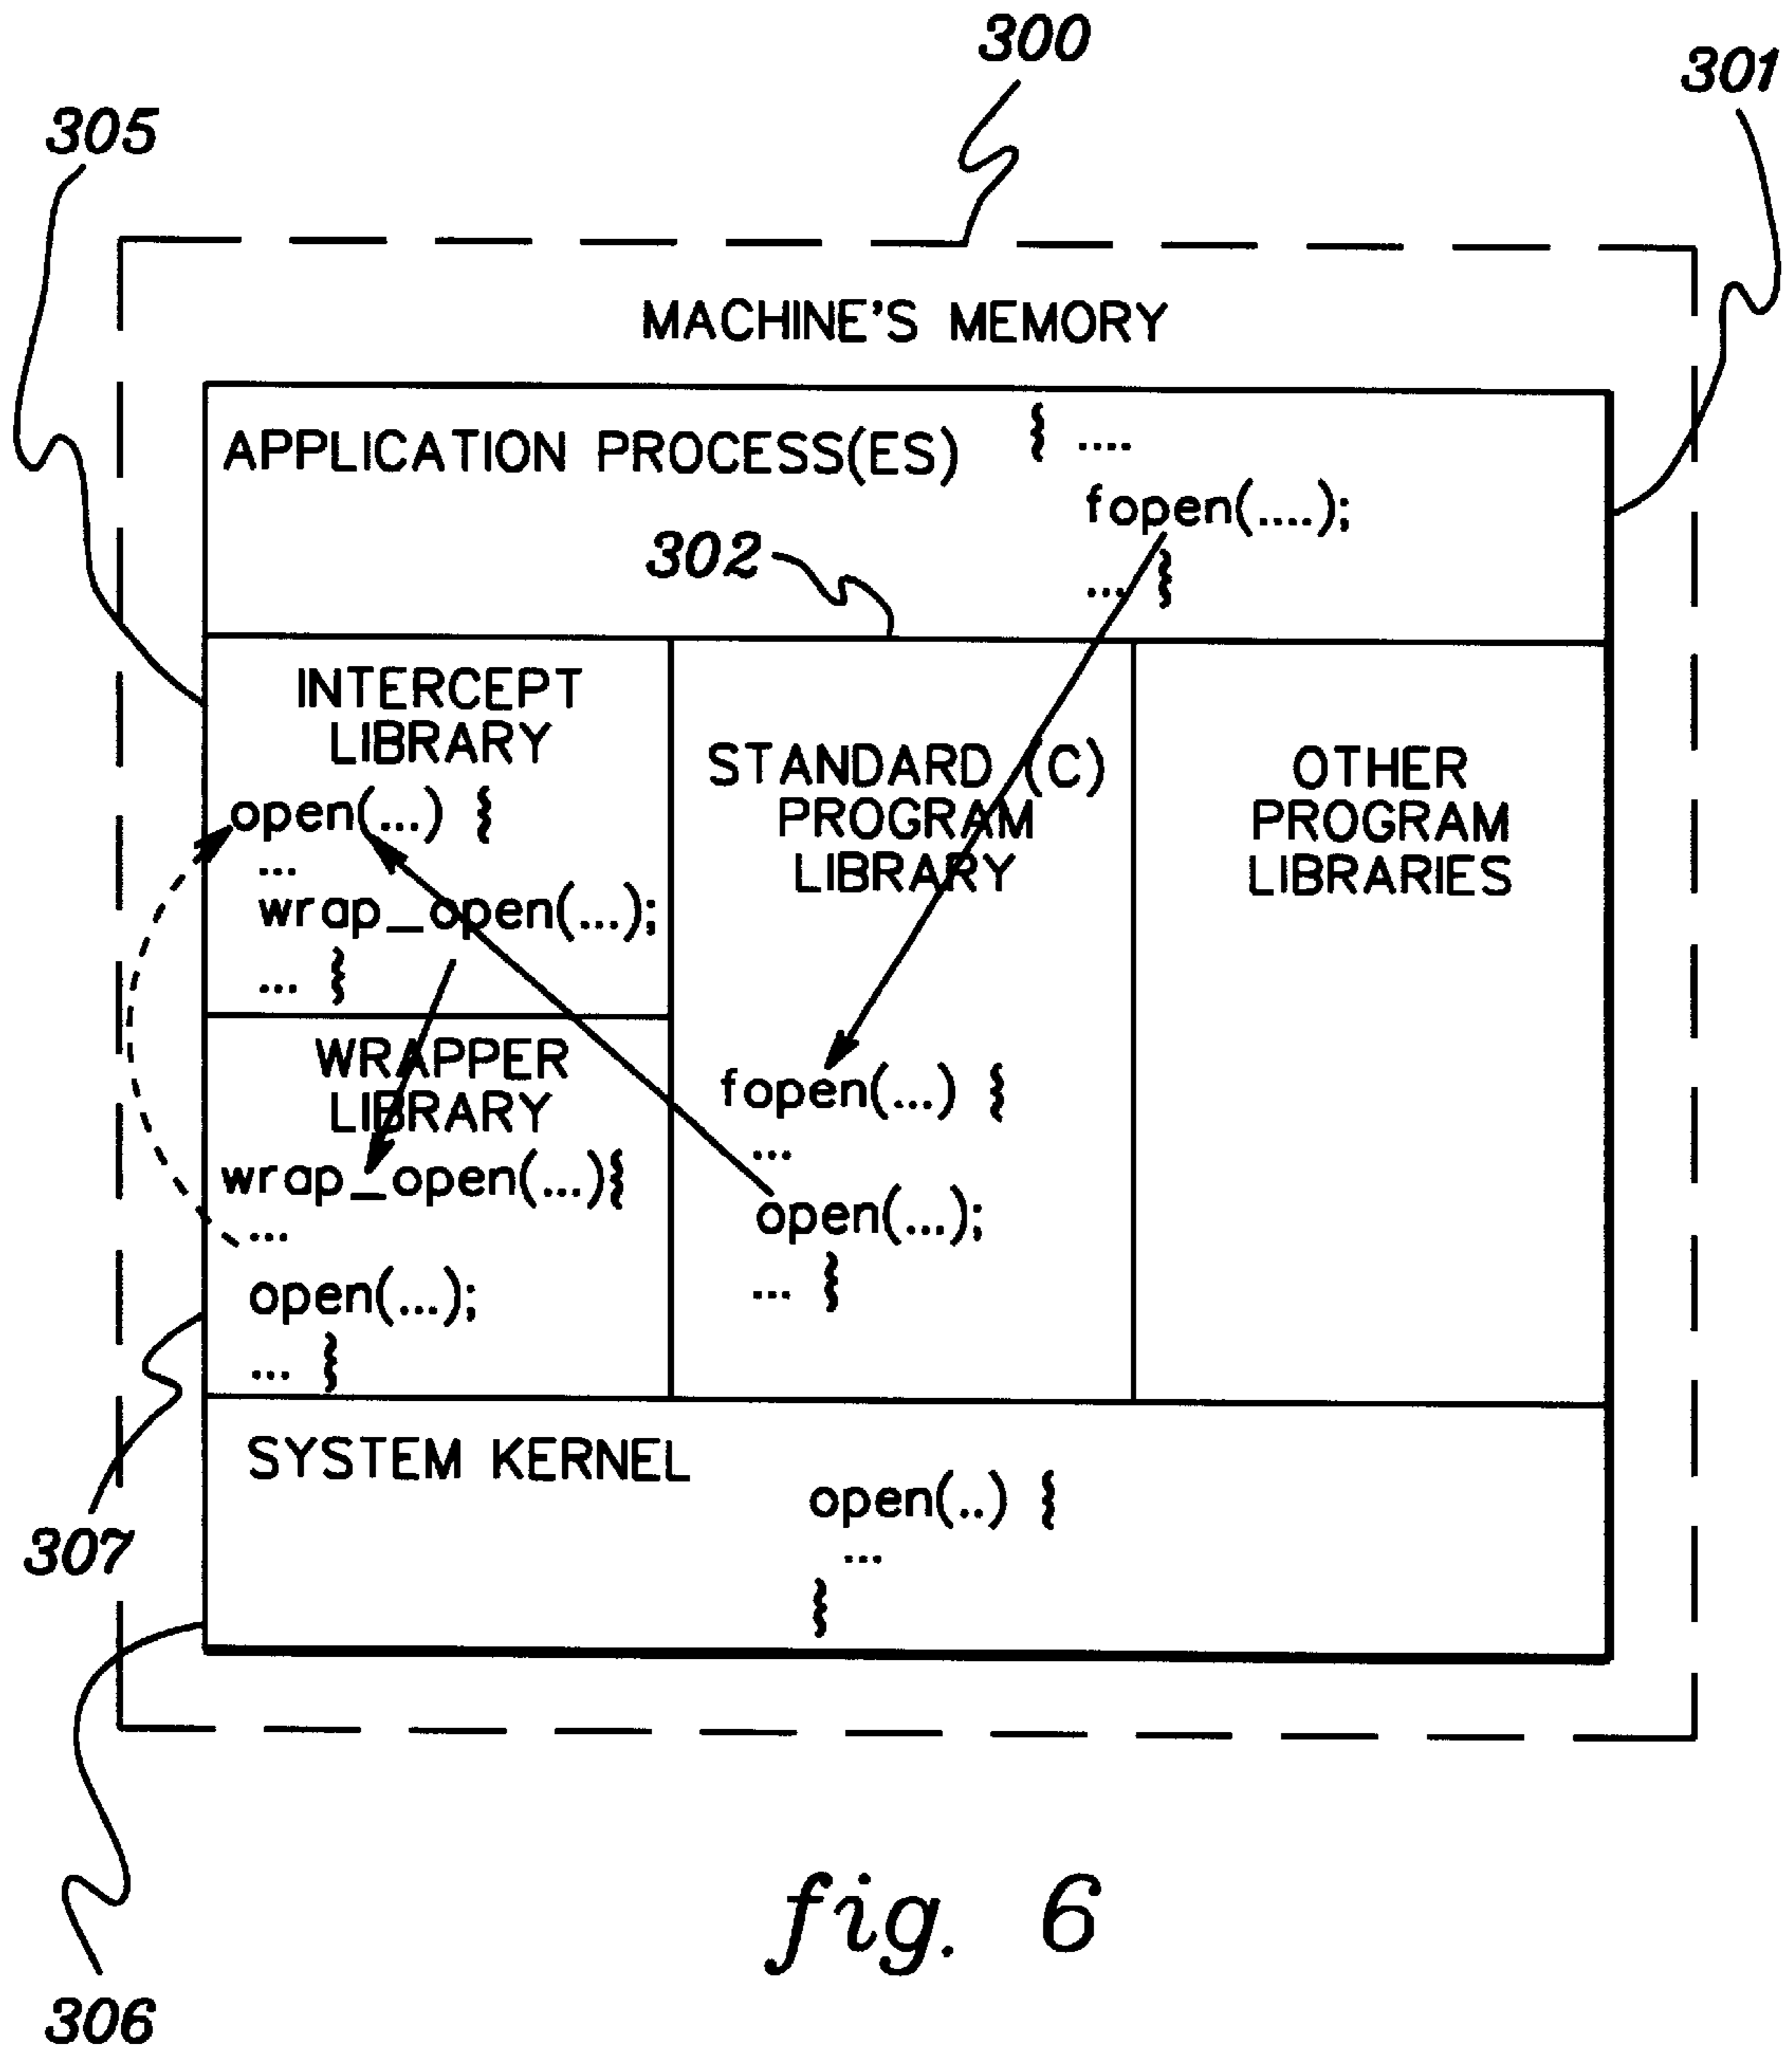 300
301
305
MACHINE'S MEMORY
APPLICATION PROCESS(ES)
{ ....
fopen(....);
... }
302
INTERCEPT
LIBRARY
open(...) {
...
wrap_open(...);
... }
WRAPPER
LIBRARY
wrap_open(...){
...
open(...);
... }
STANDARD (C)
PROGRAM
LIBRARY
fopen(...) {
...
open(...);
... }
OTHER
PROGRAM
LIBRARIES
SYSTEM KERNEL
open(..) {
...
}
307
306
fig. 6